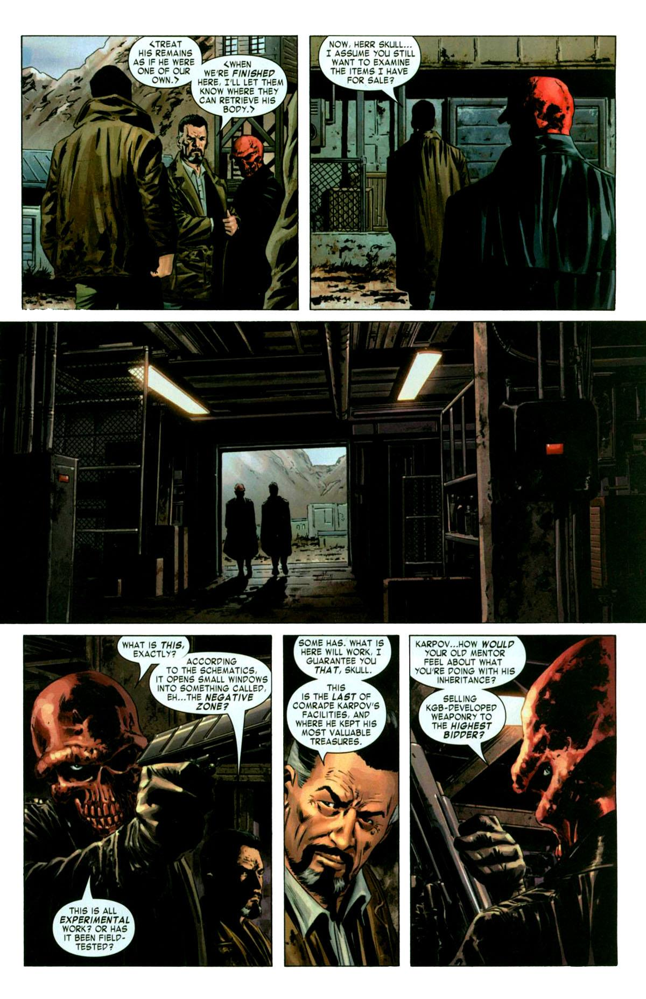 <TREAT
HIS REMAINS
AS IF HE WERE
ONE OF OUR
OWN.>
<WHEN
WE'RE FINISHED
HERE, I'LL LET THEM
KNOW WHERE THEY
CAN RETRIEVE HIS
BODY.>
NOW, HERR SKULL...
I ASSUME YOU STILL
WANT TO EXAMINE
THE ITEMS I HAVE
FOR SALE?
WHAT IS THIS,
EXACTLY?
ACCORDING
TO THE SCHEMATICS,
IT OPENS SMALL WINDOWS
INTO SOMETHING CALLED,
EH...THE NEGATIVE
ZONE?
THIS IS ALL
EXPERIMENTAL
WORK? OR HAS
IT BEEN FIELD-
TESTED?
SOME HAS. WHAT IS
HERE WILL WORK, I
GUARANTEE YOU
THAT, SKULL.
THIS
IS THE LAST OF
COMRADE KARPOV'S
FACILITIES, AND
WHERE HE KEPT HIS
MOST VALUABLE
TREASURES.
KARPOV...HOW WOULD
YOUR OLD MENTOR
FEEL ABOUT WHAT
YOU'RE DOING WITH HIS
INHERITANCE?
SELLING
KGB-DEVELOPED
WEAPONRY TO
THE HIGHEST
BIDDER?